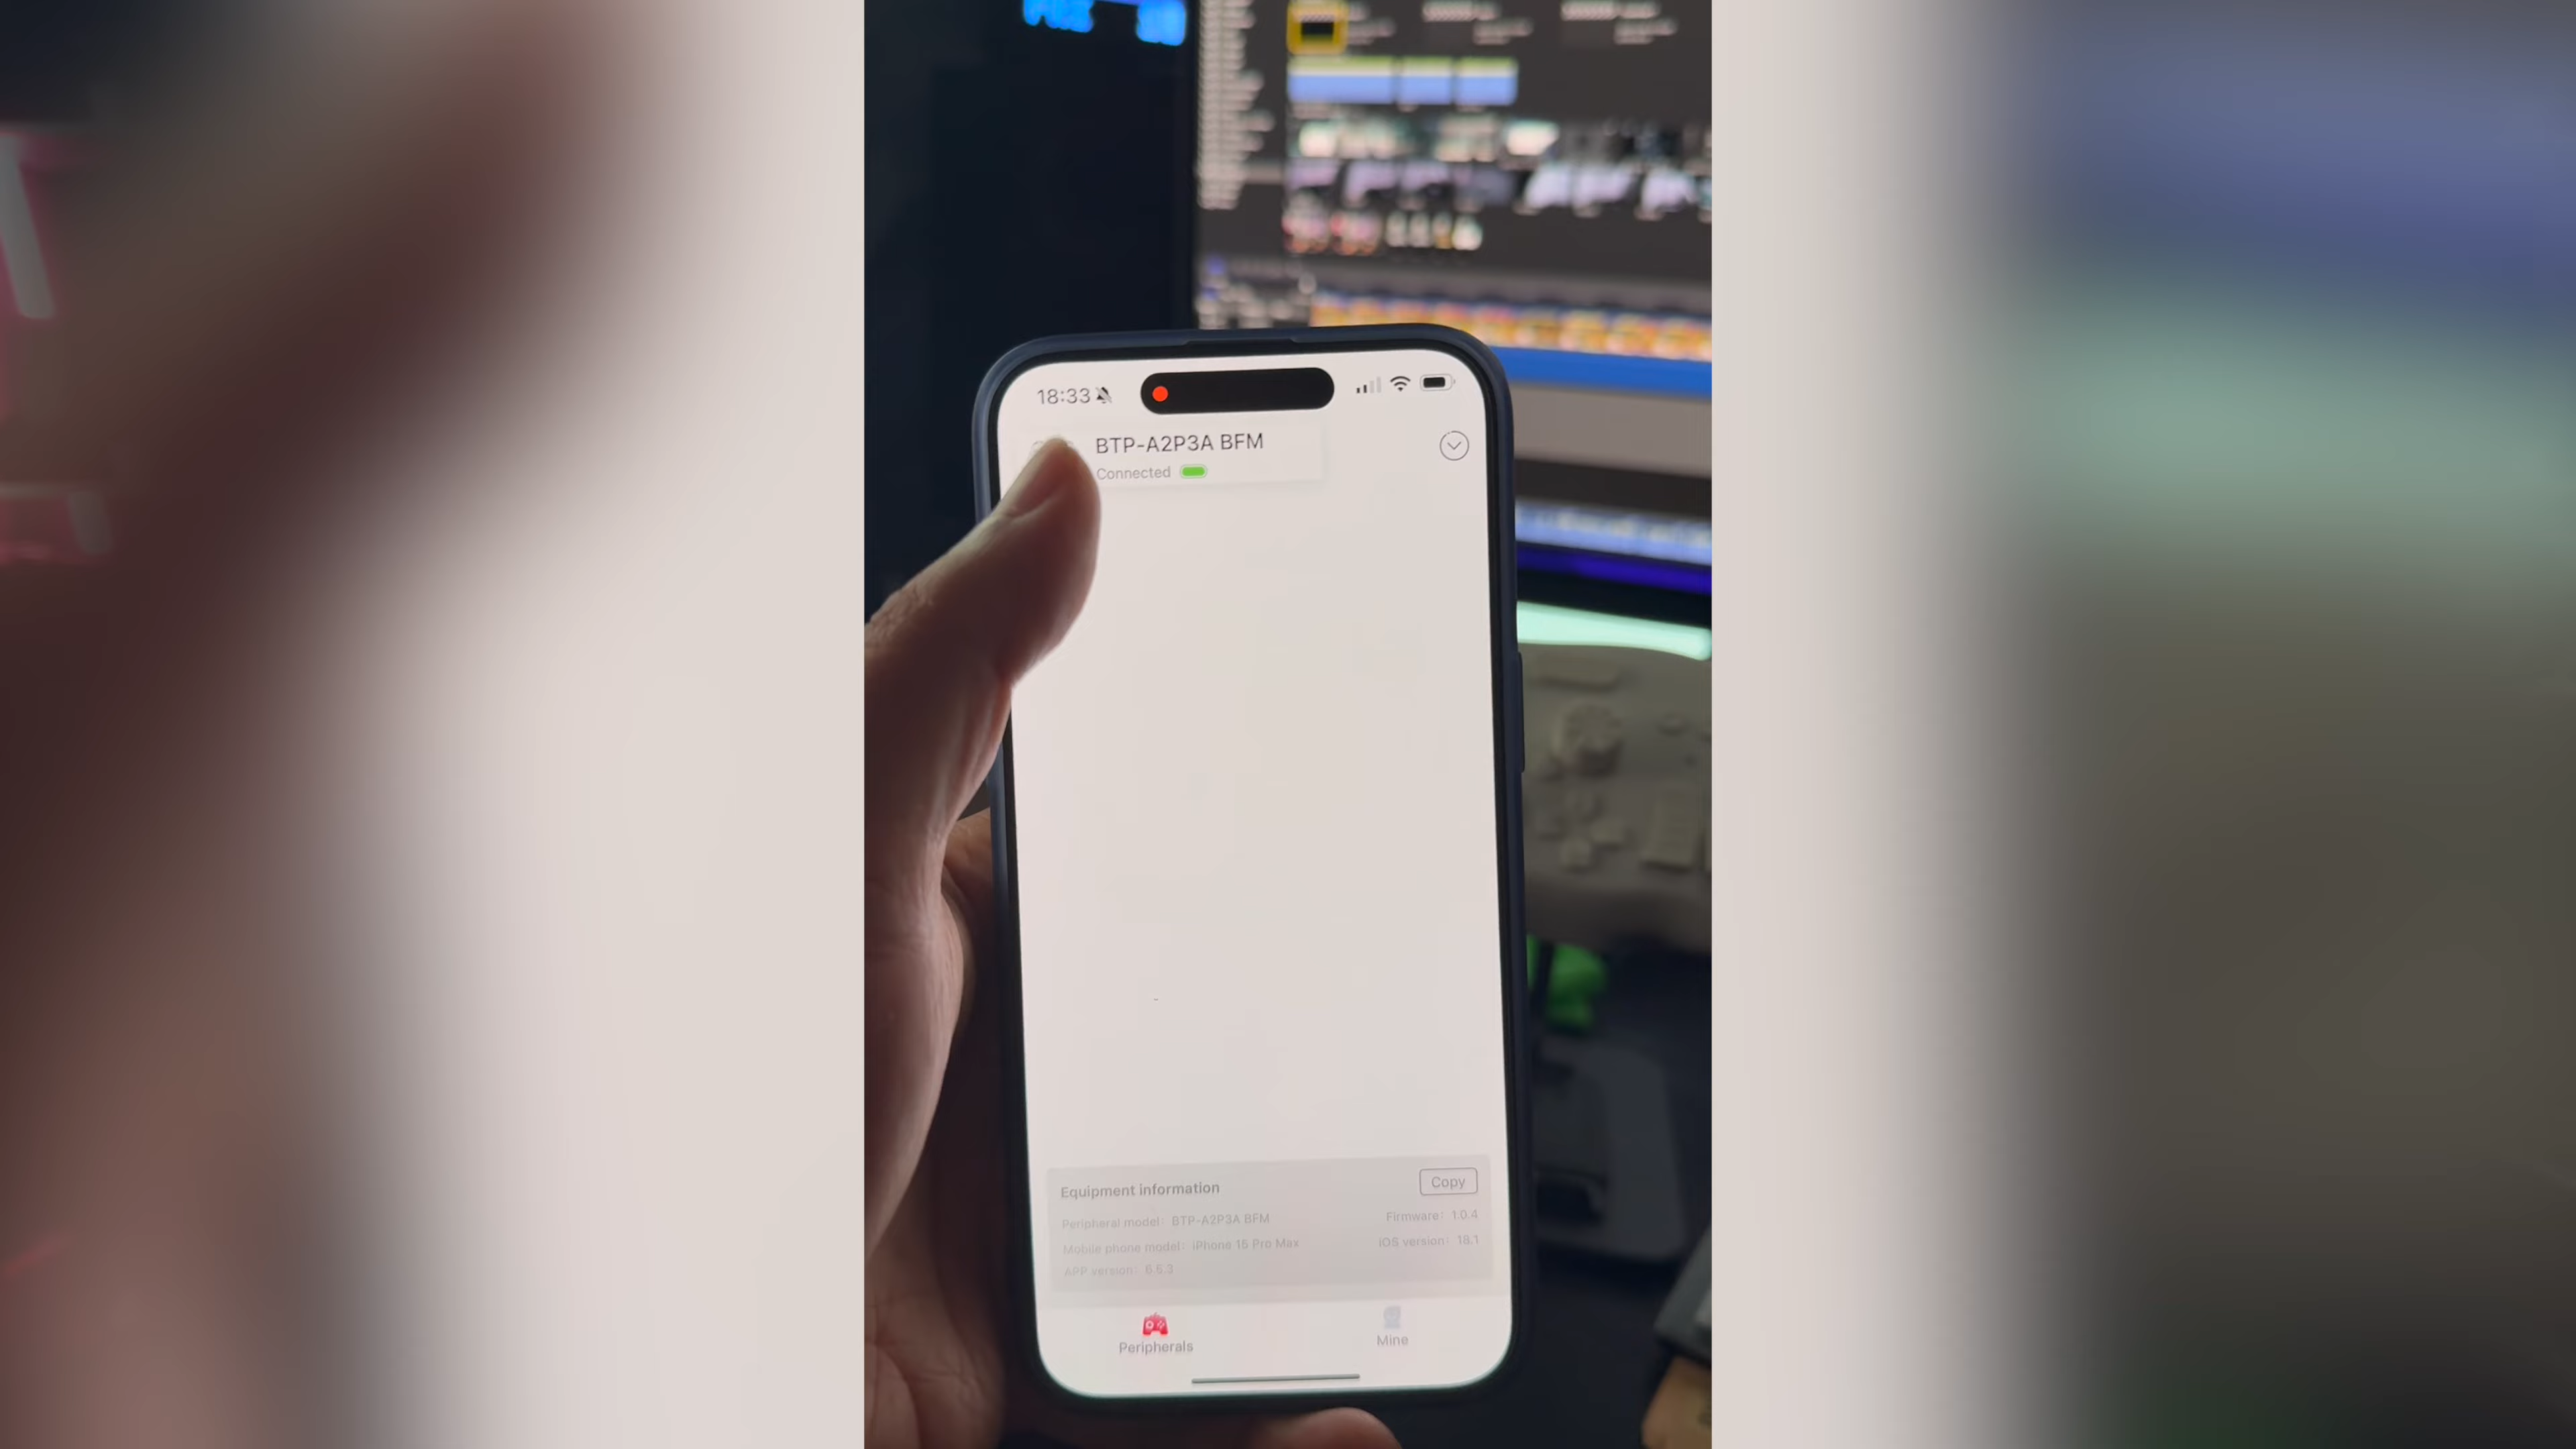 18:33
BTP-A2P3A BFM
Connected
Equipment information
Copy
Peripheral model: BTP-A2P3A BFM
Firmware: 1.0.4
Mobile phone model: iPhone 15 Pro Max
iOS version: 18.1
APP version: 6.6.3
Peripherals
Mine